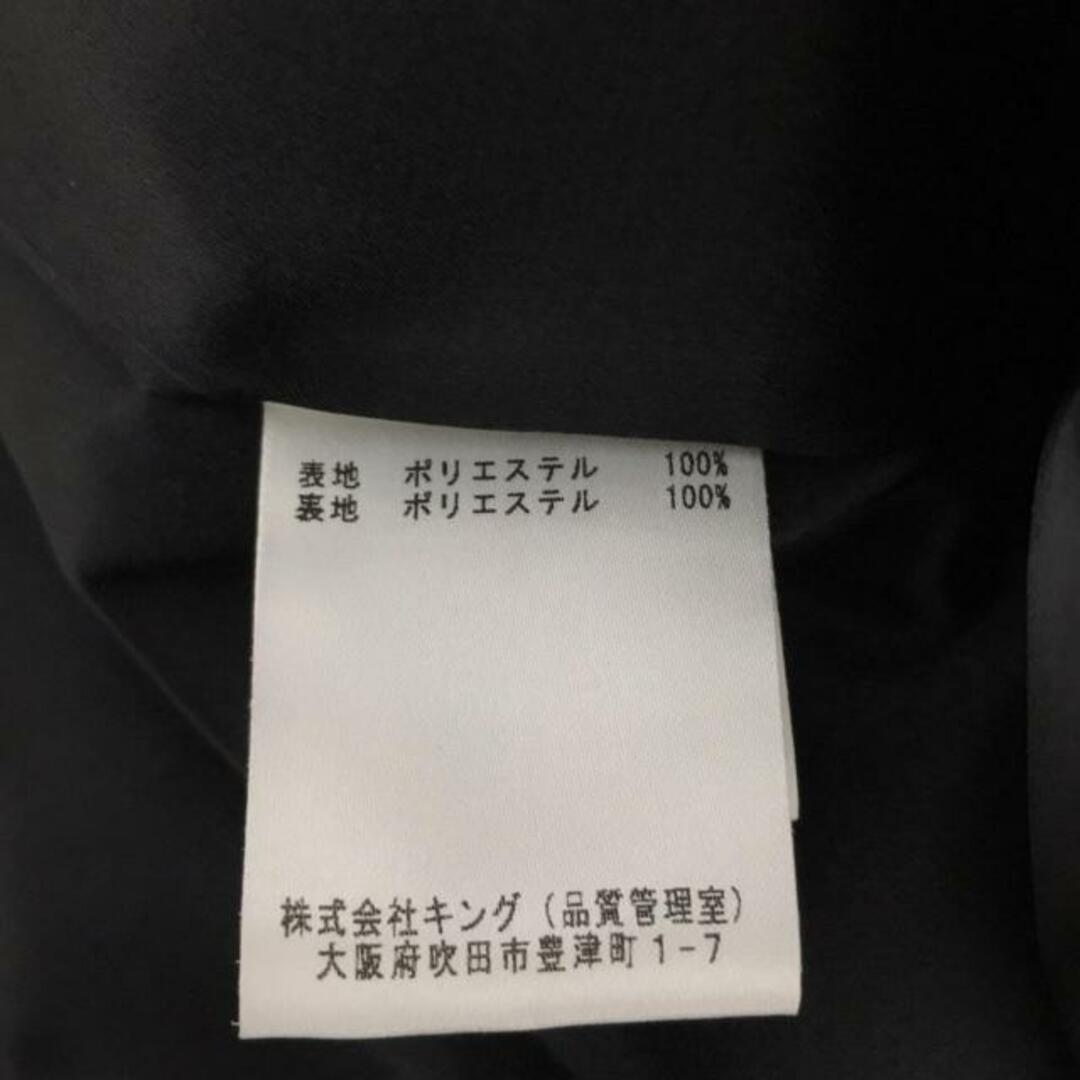 表地 ポリエステル 100%
裏地 ポリエステル 100%
株式会社キング(品質管理室)
大阪府吹田市豊津町1-7